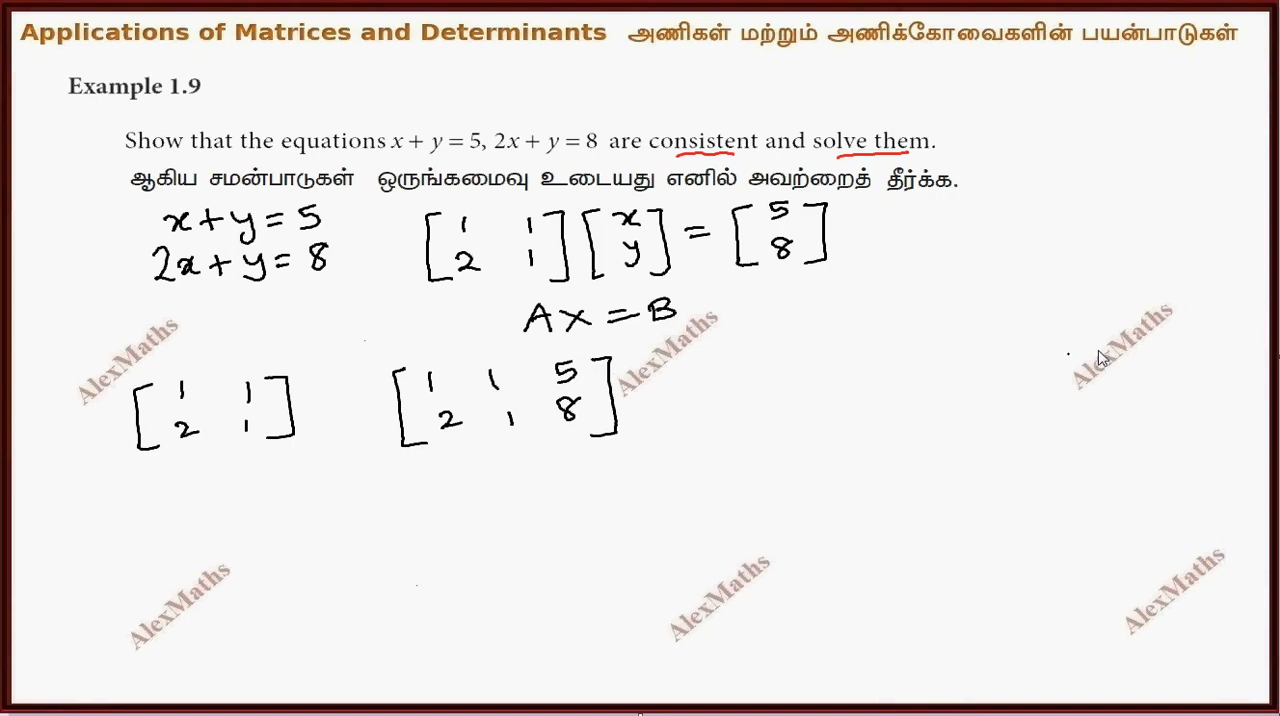 Applications of Matrices and Determinants அணிகள் மற்றும் அணிக்கோவைகளின் பயன்பாடுகள்
Example 1.9
Show that the equations x + y = 5, 2x + y = 8 are consistent and solve them.
ஆகிய சமன்பாடுகள் ஒருங்கமைவு உடையது எனில் அவற்றைத் தீர்க்க.
x + y = 5 [1 1] [x] = [5]
2x + y = 8 [2 1] [y] [8]
AX = B
AlexMaths AlexMaths AlexMaths
[1 1] [1 1 5]
[2 1] [2 1 8]
AlexMaths AlexMaths AlexMaths